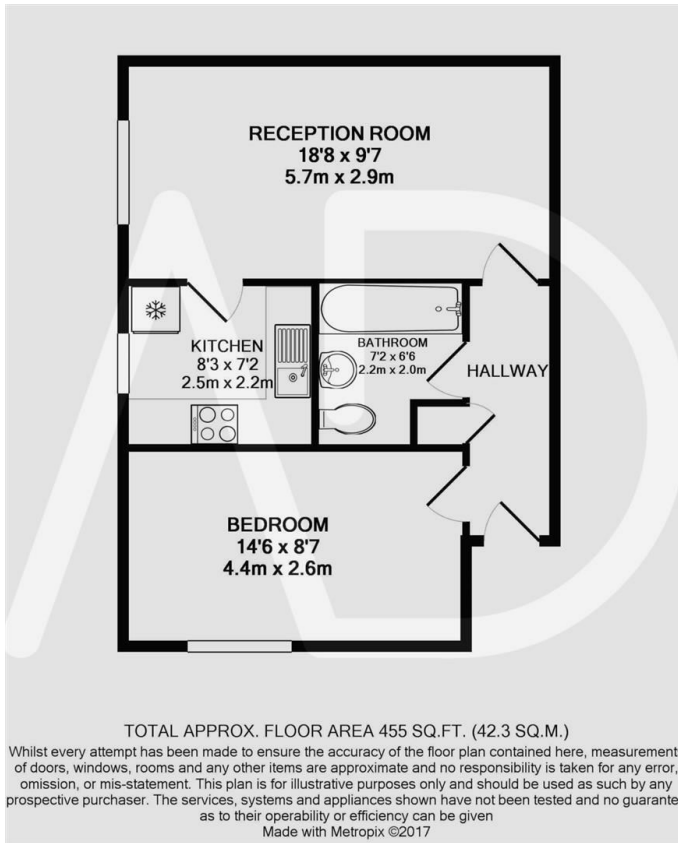 RECEPTION ROOM
18'8 x 9'7
5.7m x 2.9m
KITCHEN
8'3 x 7'2
2.5m x 2.2m
BATHROOM
7'2 x 6'6
2.2m x 2.0m
HALLWAY
BEDROOM
14'6 x 8'7
4.4m x 2.6m
AD
TOTAL APPROX. FLOOR AREA 455 SQ.FT. (42.3 SQ.M.)
Whilst every attempt has been made to ensure the accuracy of the floor plan contained here, measurement
of doors, windows, rooms and any other items are approximate and no responsibility is taken for any error,
omission, or mis-statement. This plan is for illustrative purposes only and should be used as such by any
prospective purchaser. The services, systems and appliances shown have not been tested and no guarante
as to their operability or efficiency can be given
Made with Metropix ©2017